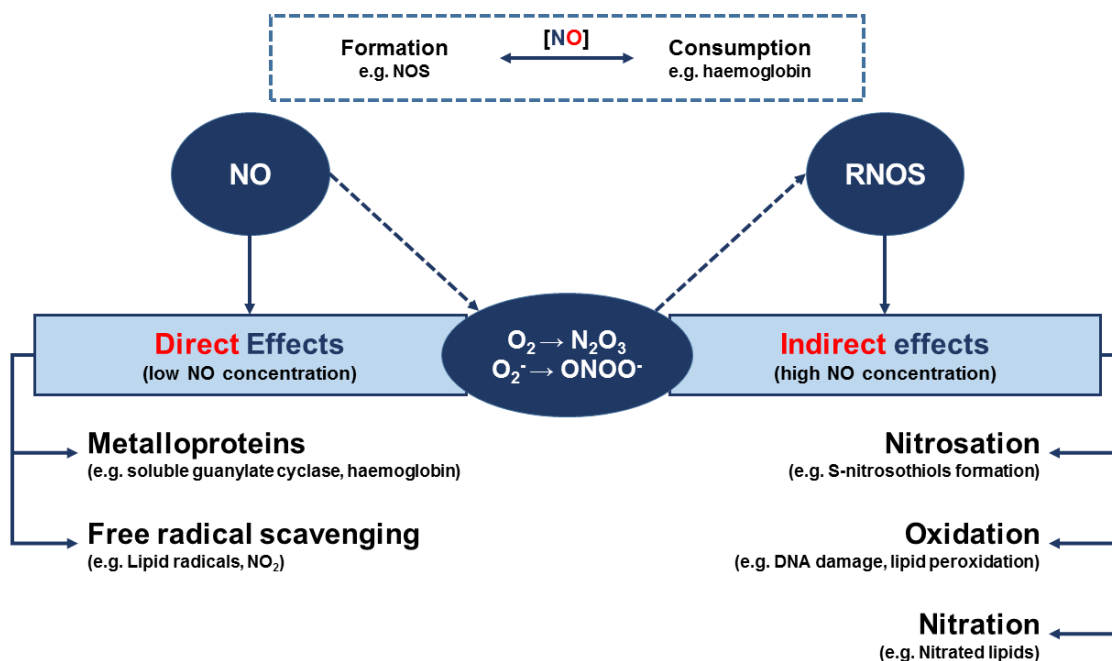 Formation
e.g. NOS
[NO]
Consumption
e.g. haemoglobin
NO
RNOS
Direct Effects
(low NO concentration)
O₂ → N₂O₃
O₂⁻ → ONOO⁻
Indirect effects
(high NO concentration)
Metalloproteins
(e.g. soluble guanylate cyclase, haemoglobin)
Free radical scavenging
(e.g. Lipid radicals, NO₂)
Nitrosation
(e.g. S-nitrosothiols formation)
Oxidation
(e.g. DNA damage, lipid peroxidation)
Nitration
(e.g. Nitrated lipids)